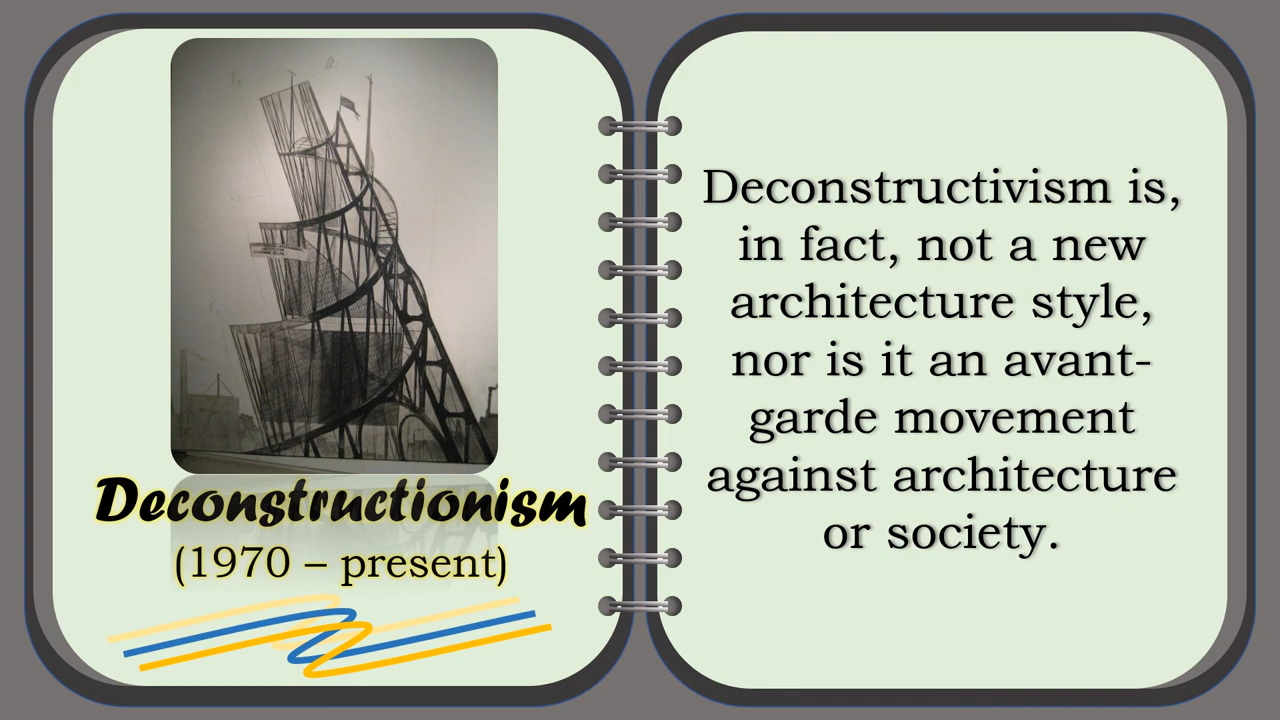 Deconstructionism
(1970 – present)
Deconstructivism is,
in fact, not a new
architecture style,
nor is it an avant-
garde movement
against architecture
or society.